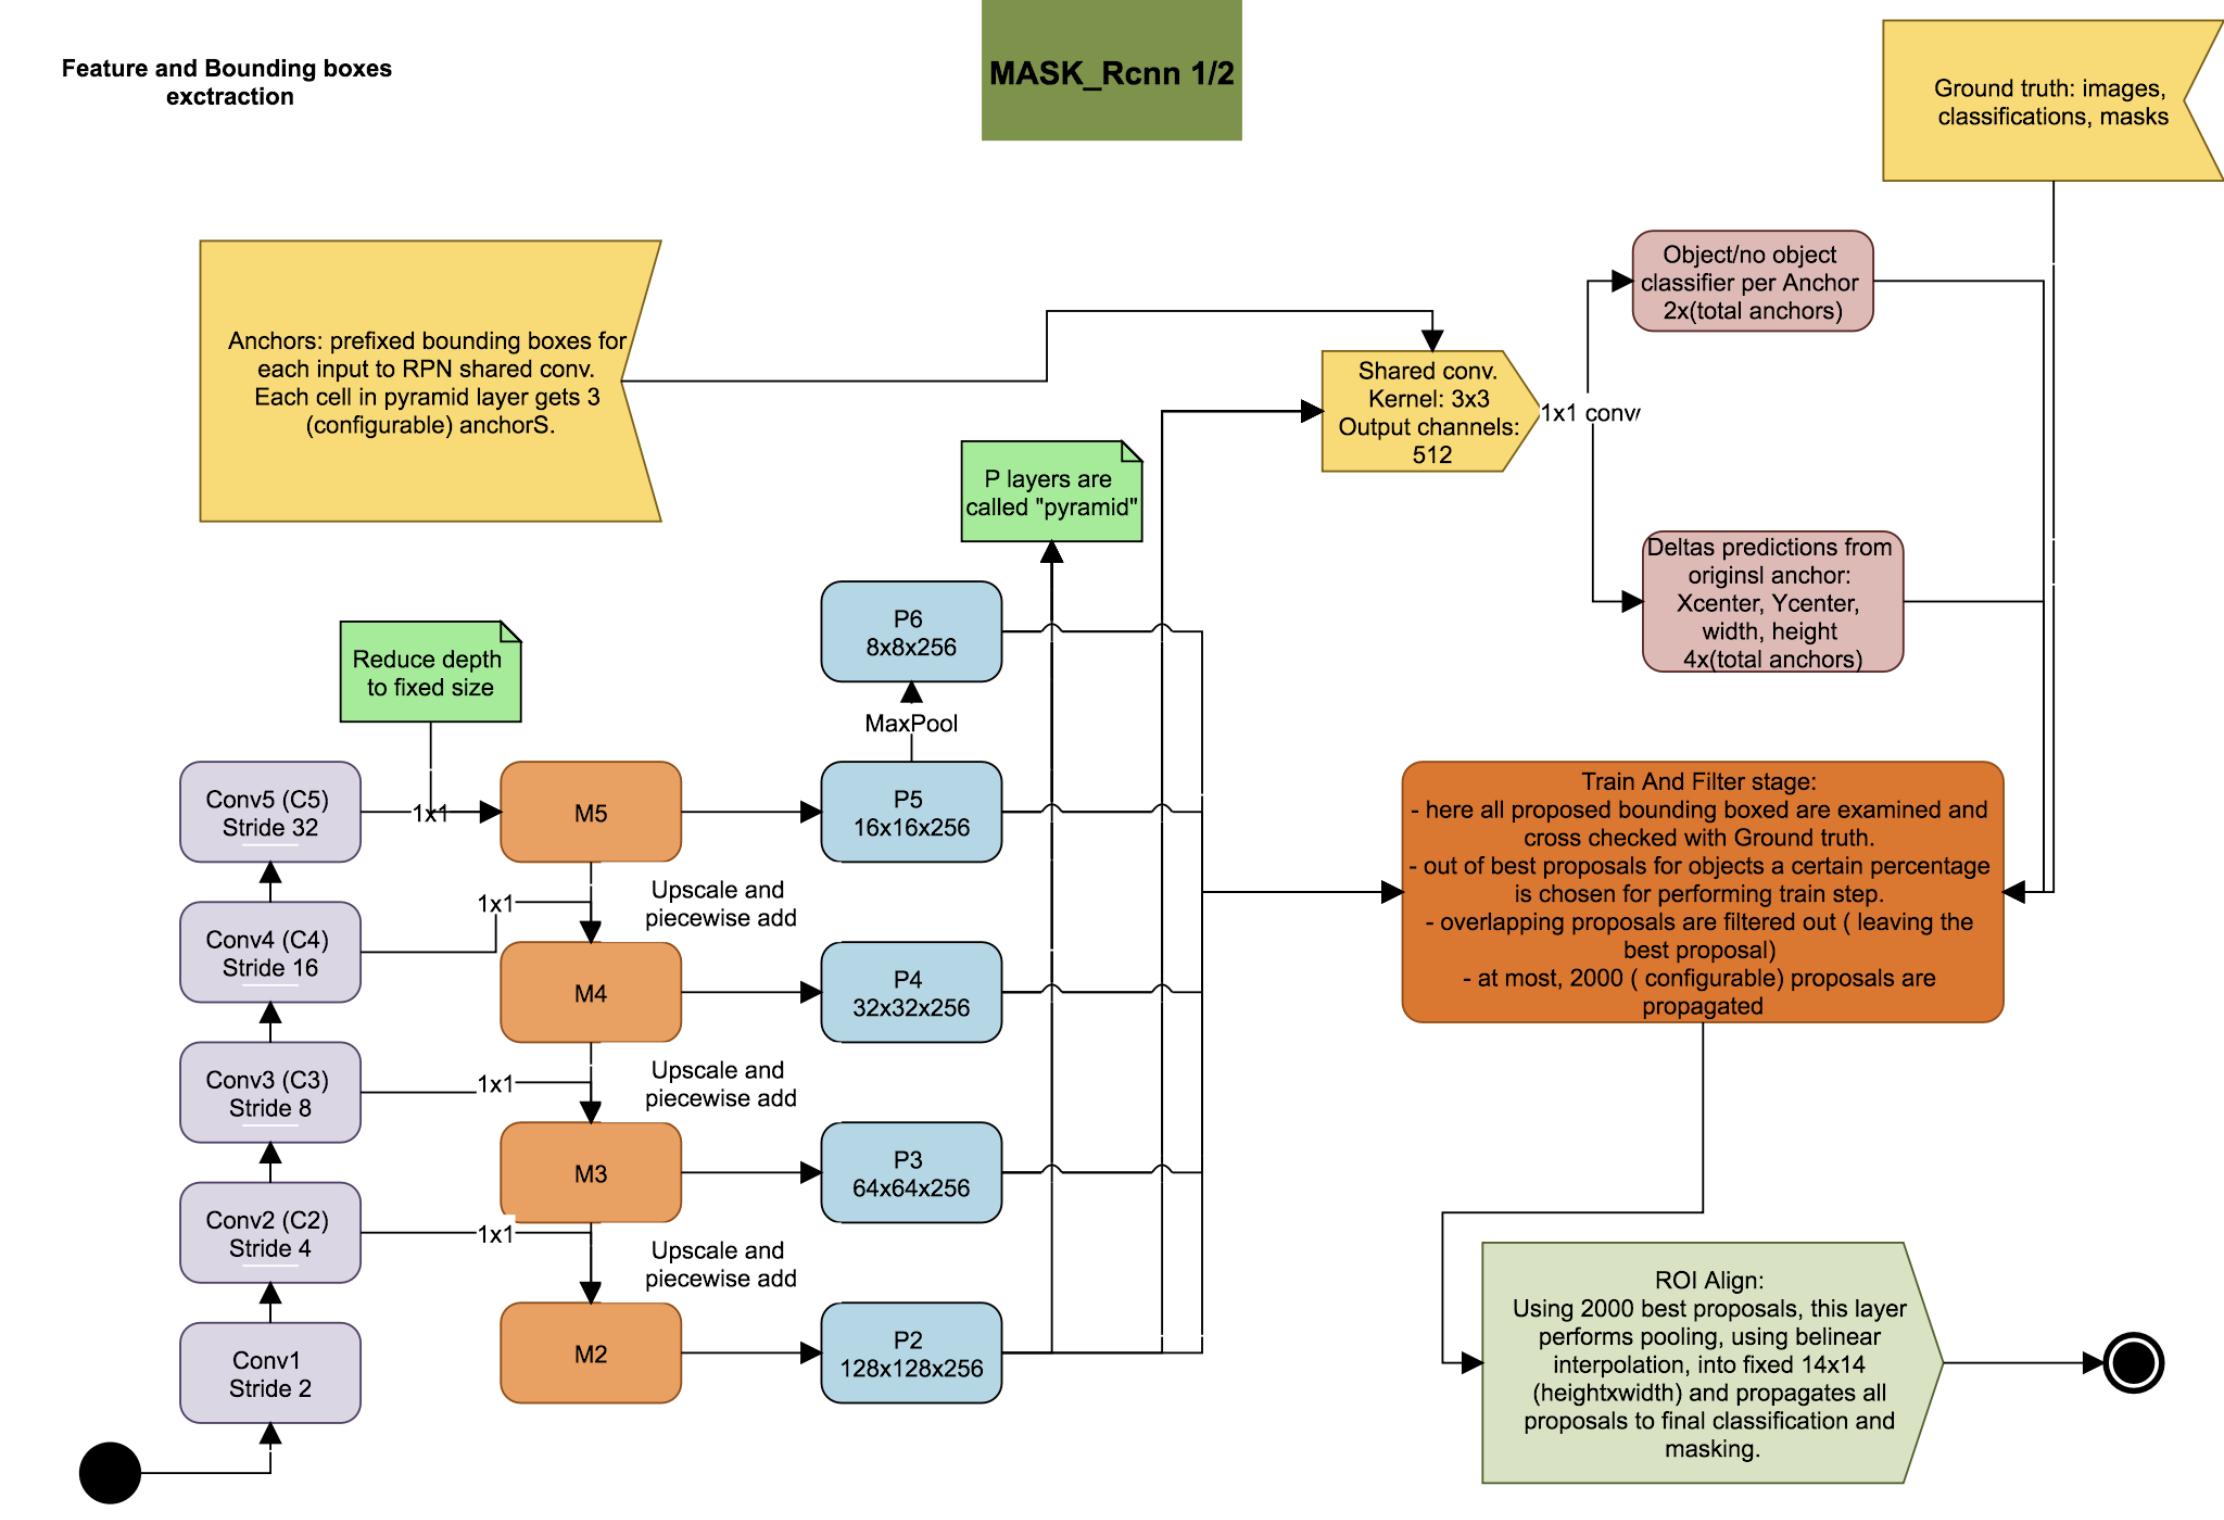 Feature and Bounding boxes
exctraction
MASK_Rcnn 1/2
Ground truth: images,
classifications, masks
Anchors: prefixed bounding boxes for
each input to RPN shared conv.
Each cell in pyramid layer gets 3
(configurable) anchorS.
Object/no object
classifier per Anchor
2x(total anchors)
Shared conv.
Kernel: 3x3
Output channels:
512
1x1 conv
P layers are
called "pyramid"
Deltas predictions from
originsl anchor:
Xcenter, Ycenter,
width, height
4x(total anchors)
P6
8x8x256
Reduce depth
to fixed size
MaxPool
Conv5 (C5)
Stride 32
1x1
M5
P5
16x16x256
Train And Filter stage:
- here all proposed bounding boxed are examined and
cross checked with Ground truth.
- out of best proposals for objects a certain percentage
is chosen for performing train step.
- overlapping proposals are filtered out ( leaving the
best proposal)
- at most, 2000 ( configurable) proposals are
propagated
1x1
Upscale and
piecewise add
Conv4 (C4)
Stride 16
M4
P4
32x32x256
Conv3 (C3)
Stride 8
1x1
Upscale and
piecewise add
M3
P3
64x64x256
Conv2 (C2)
Stride 4
1x1
Upscale and
piecewise add
Conv1
Stride 2
M2
P2
128x128x256
ROI Align:
Using 2000 best proposals, this layer
performs pooling, using belinear
interpolation, into fixed 14x14
(heightxwidth) and propagates all
proposals to final classification and
masking.